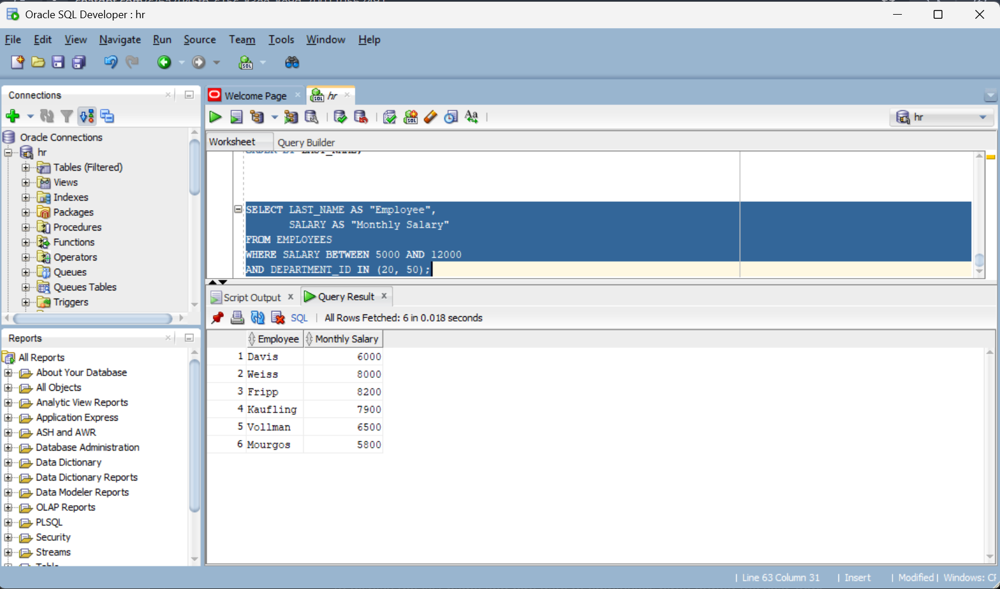 Oracle SQL Developer : hr
File Edit View Navigate Run Source Team Tools Window Help
SQL
Connections
Oracle Connections
hr
Tables (Filtered)
Views
Indexes
Packages
Procedures
Functions
Operators
Queues
Queues Tables
Triggers
Reports
All Reports
About Your Database
All Objects
Analytic View Reports
Application Express
ASH and AWR
Database Administration
Data Dictionary
Data Dictionary Reports
Data Modeler Reports
OLAP Reports
PLSQL
Security
Streams
Welcome Page
hr
hr
Worksheet Query Builder
ORDER BY LAST_NAME;
SELECT LAST_NAME AS "Employee",
SALARY AS "Monthly Salary"
FROM EMPLOYEES
WHERE SALARY BETWEEN 5000 AND 12000
AND DEPARTMENT_ID IN (20, 50);
Script Output x Query Result x
SQL | All Rows Fetched: 6 in 0.018 seconds
Employee Monthly Salary
1 Davis 6000
2 Weiss 8000
3 Fripp 8200
4 Kaufling 7900
5 Vollman 6500
6 Mourgos 5800
| Line 63 Column 31 | Insert | Modified | Windows: